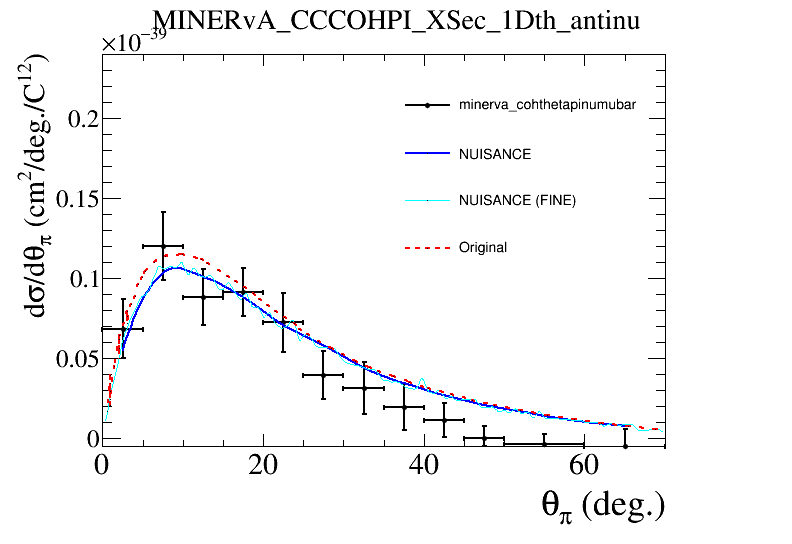 MINERvA_CCCOHPI_XSec_1Dth_antinu
×10⁻³⁹
dσ/dθπ (cm²/deg./C¹²)
0.2
0.15
0.1
0.05
0
minerva_cohthetapinumubar
NUISANCE
NUISANCE (FINE)
Original
0 20 40 60
θπ (deg.)